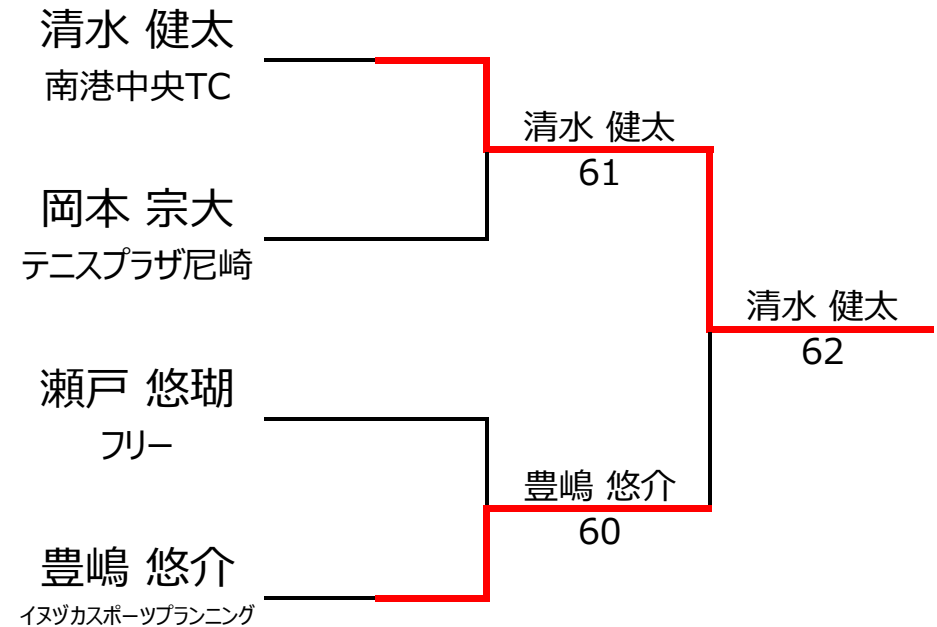 清水 健太
南港中央TC
清水 健太
61
岡本 宗大
テニスプラザ尼崎
清水 健太
62
瀬戸 悠瑚
フリー
豊嶋 悠介
60
豊嶋 悠介
イヌヅカスポーツプランニング